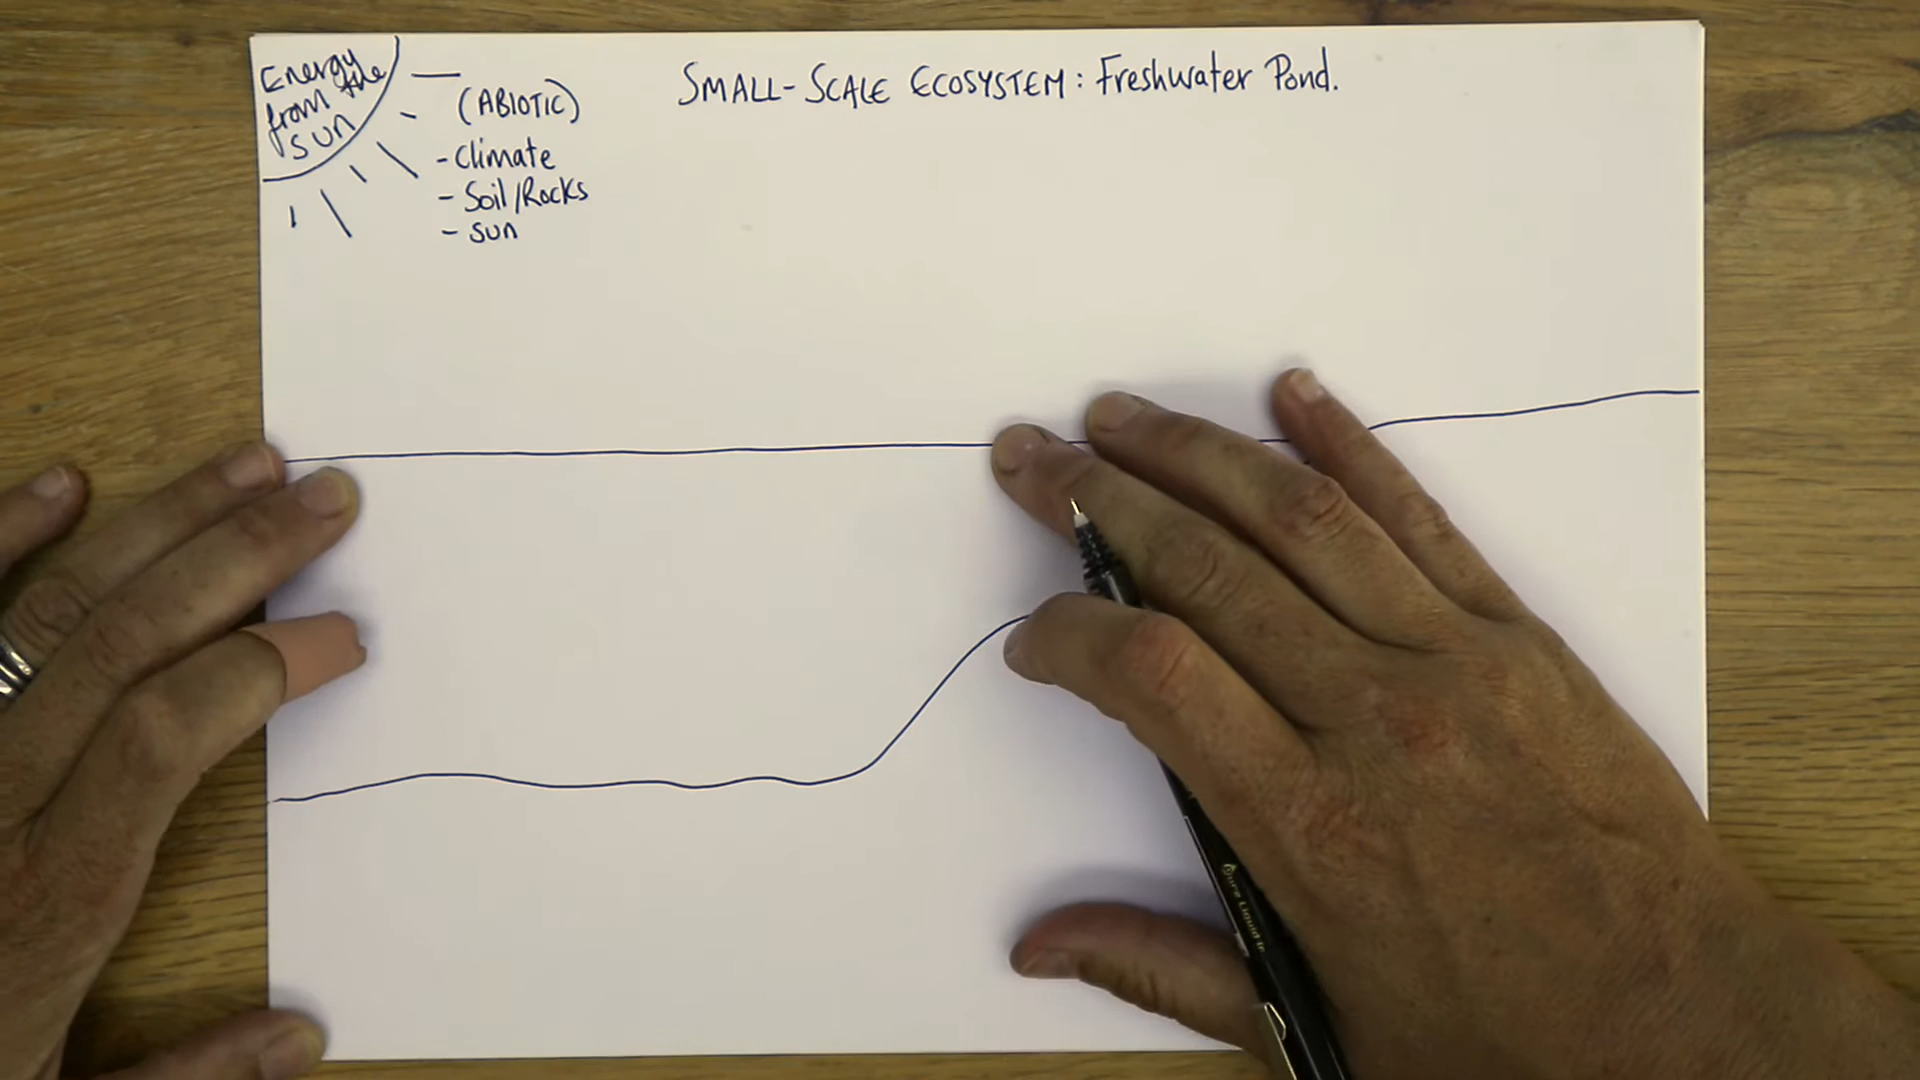 Energy
from the
sun
(ABIOTIC)
- Climate
- Soil/Rocks
- Sun
SMALL-SCALE ECOSYSTEM: Freshwater Pond.